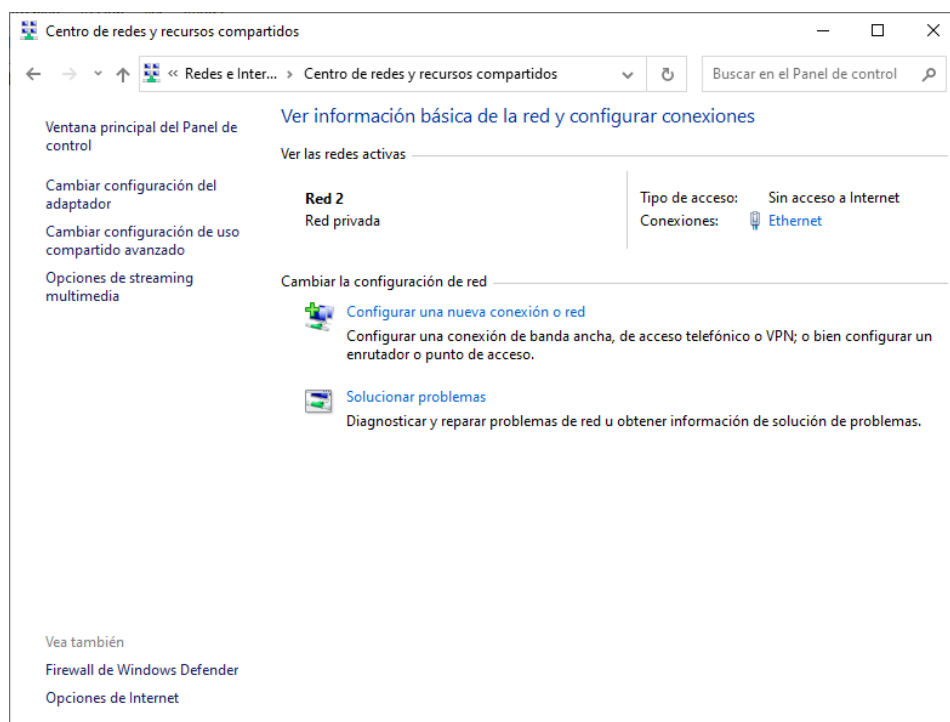 Centro de redes y recursos compartidos
« Redes e Inter... › Centro de redes y recursos compartidos
Buscar en el Panel de control
Ventana principal del Panel de
control
Cambiar configuración del
adaptador
Cambiar configuración de uso
compartido avanzado
Opciones de streaming
multimedia
Ver información básica de la red y configurar conexiones
Ver las redes activas
Red 2
Red privada
Tipo de acceso: Sin acceso a Internet
Conexiones: Ethernet
Cambiar la configuración de red
Configurar una nueva conexión o red
Configurar una conexión de banda ancha, de acceso telefónico o VPN; o bien configurar un
enrutador o punto de acceso.
Solucionar problemas
Diagnosticar y reparar problemas de red u obtener información de solución de problemas.
Vea también
Firewall de Windows Defender
Opciones de Internet